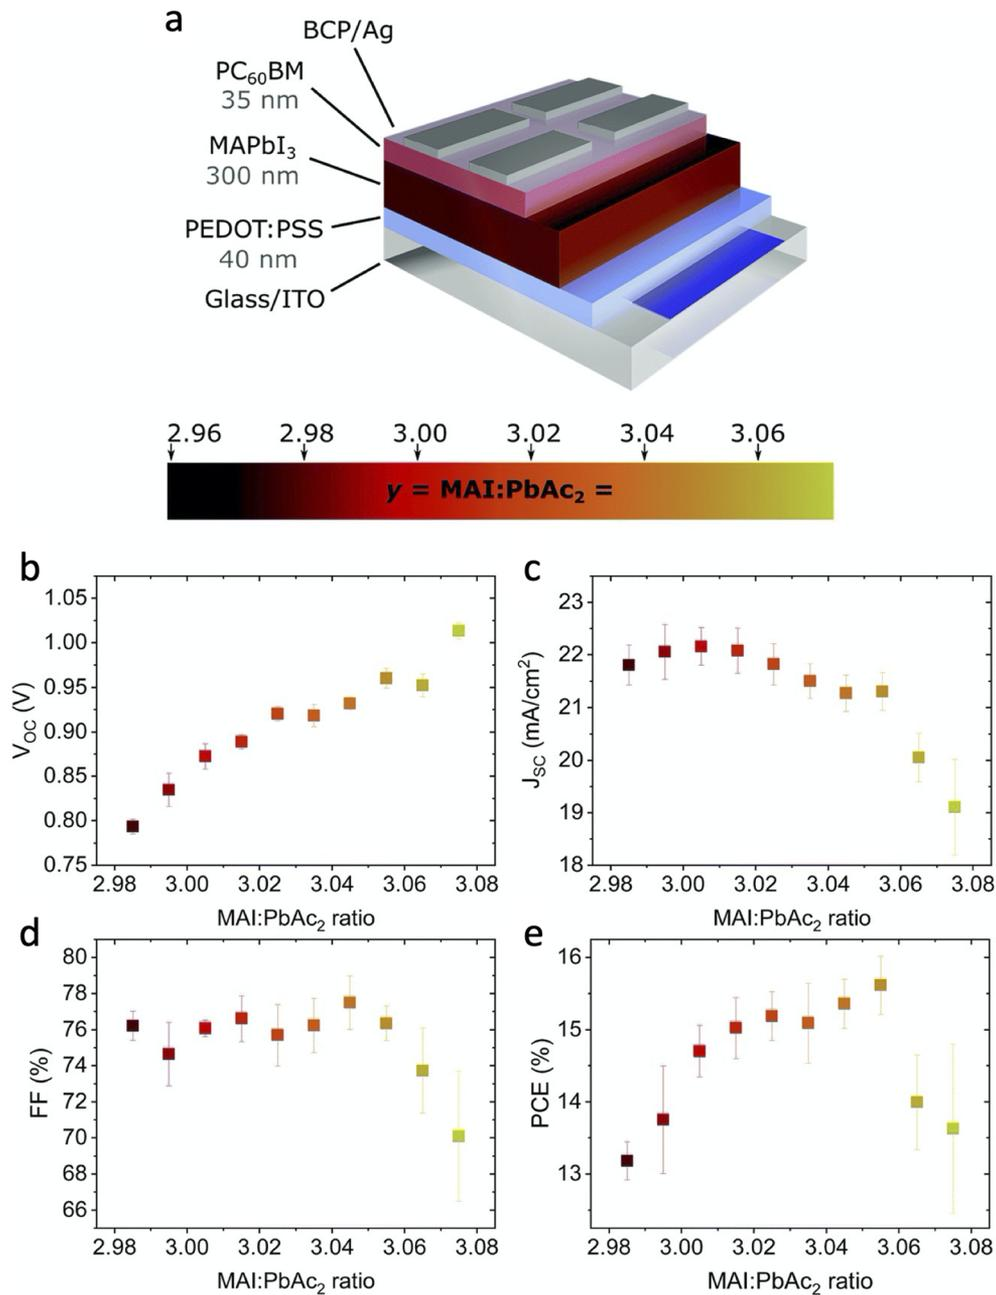 a
BCP/Ag
PC₆₀BM
35 nm
MAPbI₃
300 nm
PEDOT:PSS
40 nm
Glass/ITO
2.96 2.98 3.00 3.02 3.04 3.06
y = MAI:PbAc₂ =
b
V_OC (V)
1.05
1.00
0.95
0.90
0.85
0.80
0.75
2.98 3.00 3.02 3.04 3.06 3.08
MAI:PbAc₂ ratio
c
J_SC (mA/cm²)
23
22
21
20
19
18
2.98 3.00 3.02 3.04 3.06 3.08
MAI:PbAc₂ ratio
d
FF (%)
80
78
76
74
72
70
68
66
2.98 3.00 3.02 3.04 3.06 3.08
MAI:PbAc₂ ratio
e
PCE (%)
16
15
14
13
2.98 3.00 3.02 3.04 3.06 3.08
MAI:PbAc₂ ratio